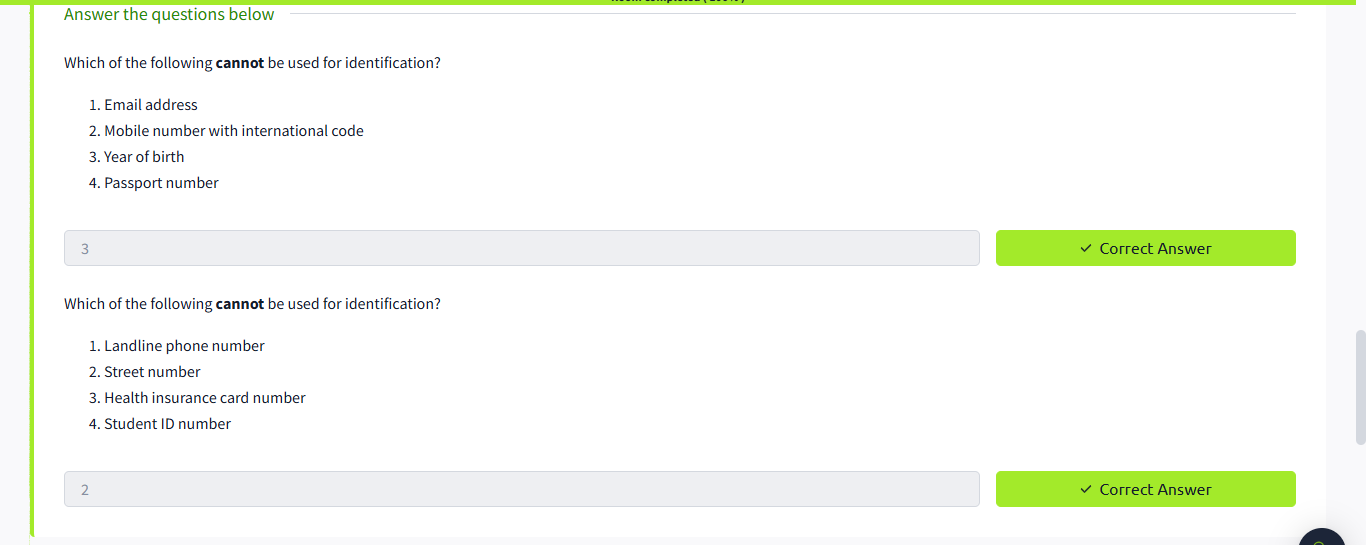 Answer the questions below
Which of the following cannot be used for identification?
1. Email address
2. Mobile number with international code
3. Year of birth
4. Passport number
3
✓ Correct Answer
Which of the following cannot be used for identification?
1. Landline phone number
2. Street number
3. Health insurance card number
4. Student ID number
2
✓ Correct Answer